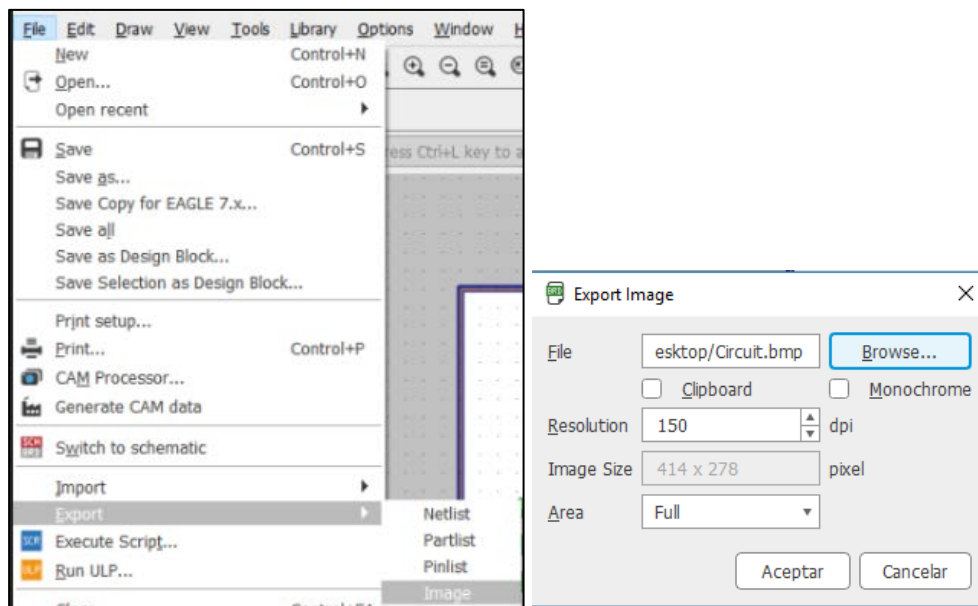 File Edit Draw View Tools Library Options Window
New Control+N
Open... Control+O
Open recent
Save Control+S
ress Ctrl+L key to a
Save as...
Save Copy for EAGLE 7.x...
Save all
Save as Design Block...
Save Selection as Design Block...
Print setup...
Print... Control+P
CAM Processor...
Generate CAM data
Switch to schematic
Import
Export
Netlist
Execute Script...
Partlist
Run ULP...
Pinlist
Image
Export Image
File esktop/Circuit.bmp Browse...
Clipboard Monochrome
Resolution 150 dpi
Image Size 414 x 278 pixel
Area Full
Aceptar Cancelar